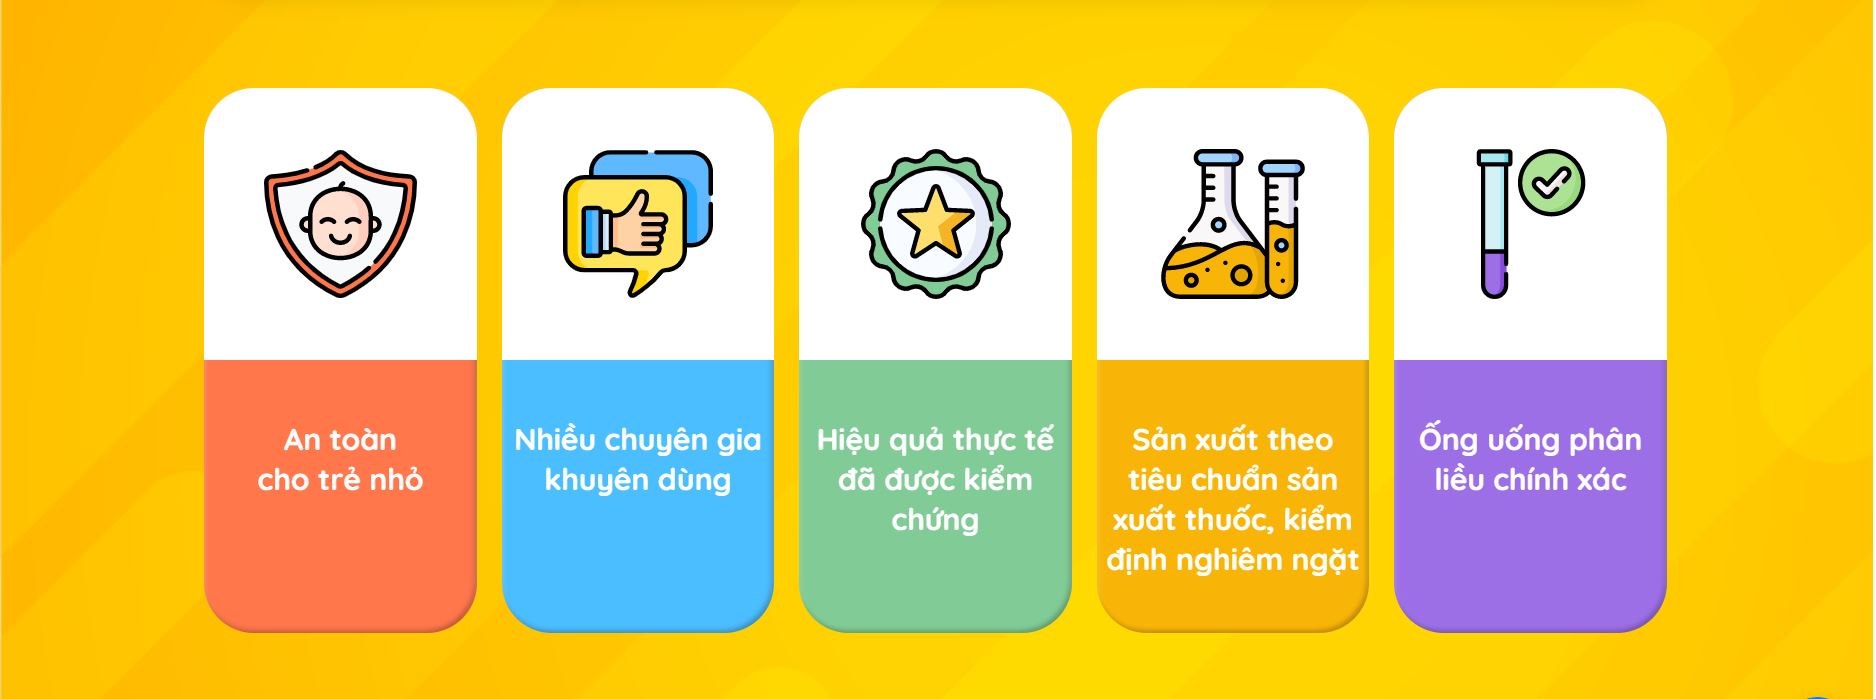 An toàn
cho trẻ nhỏ
Nhiều chuyên gia
khuyên dùng
Hiệu quả thực tế
đã được kiểm
chứng
Sản xuất theo
tiêu chuẩn sản
xuất thuốc, kiểm
định nghiêm ngặt
Ống uống phân
liều chính xác